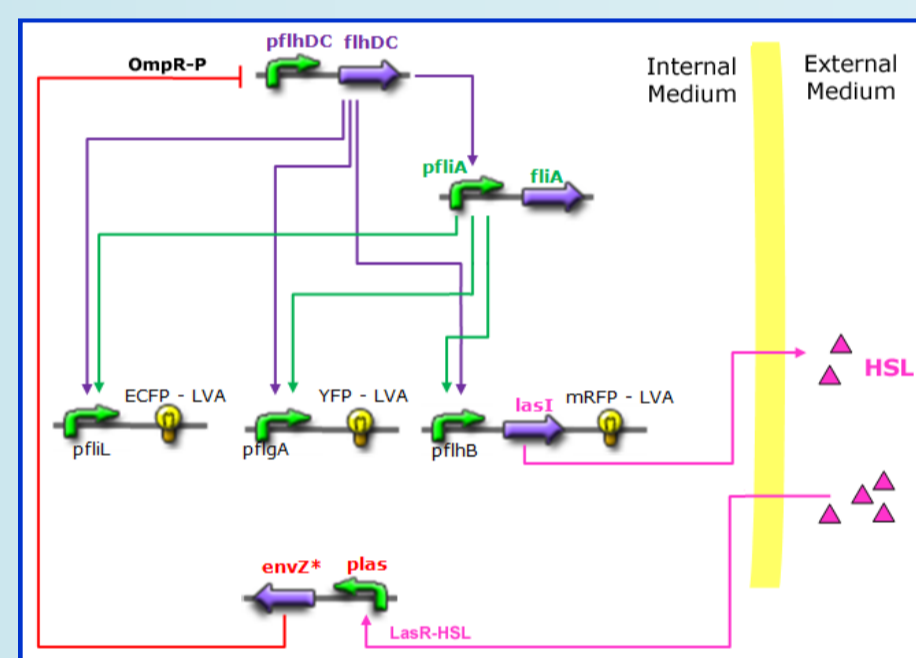 pflhDC flhDC
OmpR-P
Internal
Medium
External
Medium
pfliA
fliA
HSL
ECFP - LVA
YFP - LVA
lasI
mRFP - LVA
pfliL
pflgA
pflhB
envZ*
plas
LasR-HSL